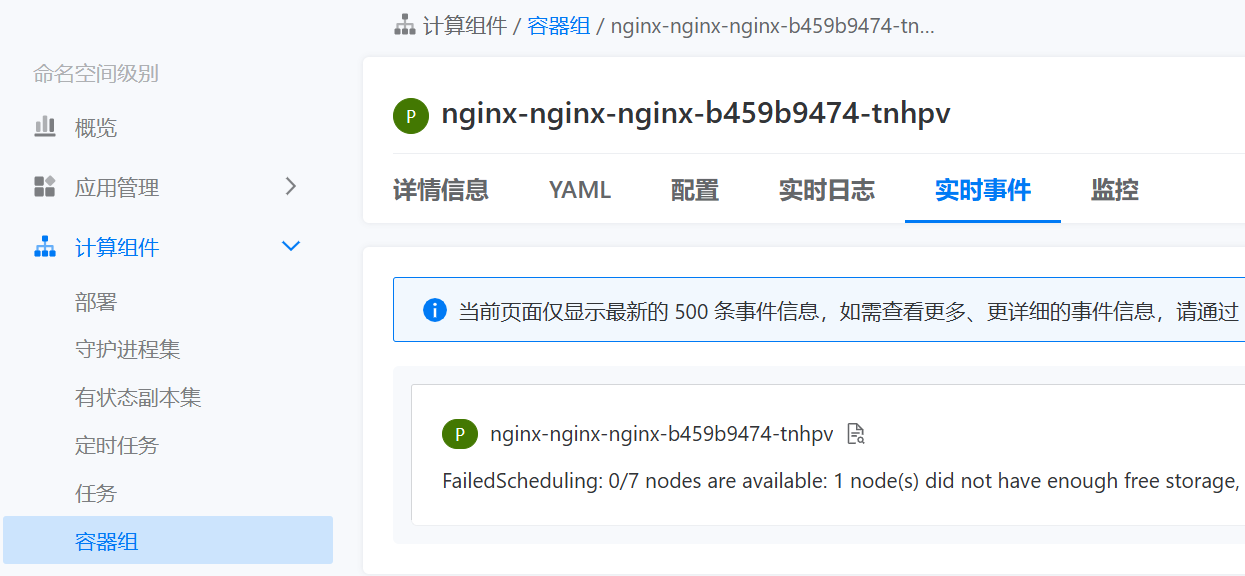 计算组件 / 容器组 / nginx-nginx-nginx-b459b9474-tn...
命名空间级别
概览
应用管理
计算组件
部署
守护进程集
有状态副本集
定时任务
任务
容器组
P nginx-nginx-nginx-b459b9474-tnhpv
详情信息 YAML 配置 实时日志 实时事件 监控
当前页面仅显示最新的 500 条事件信息，如需查看更多、更详细的事件信息，请通过
P nginx-nginx-nginx-b459b9474-tnhpv
FailedScheduling: 0/7 nodes are available: 1 node(s) did not have enough free storage,